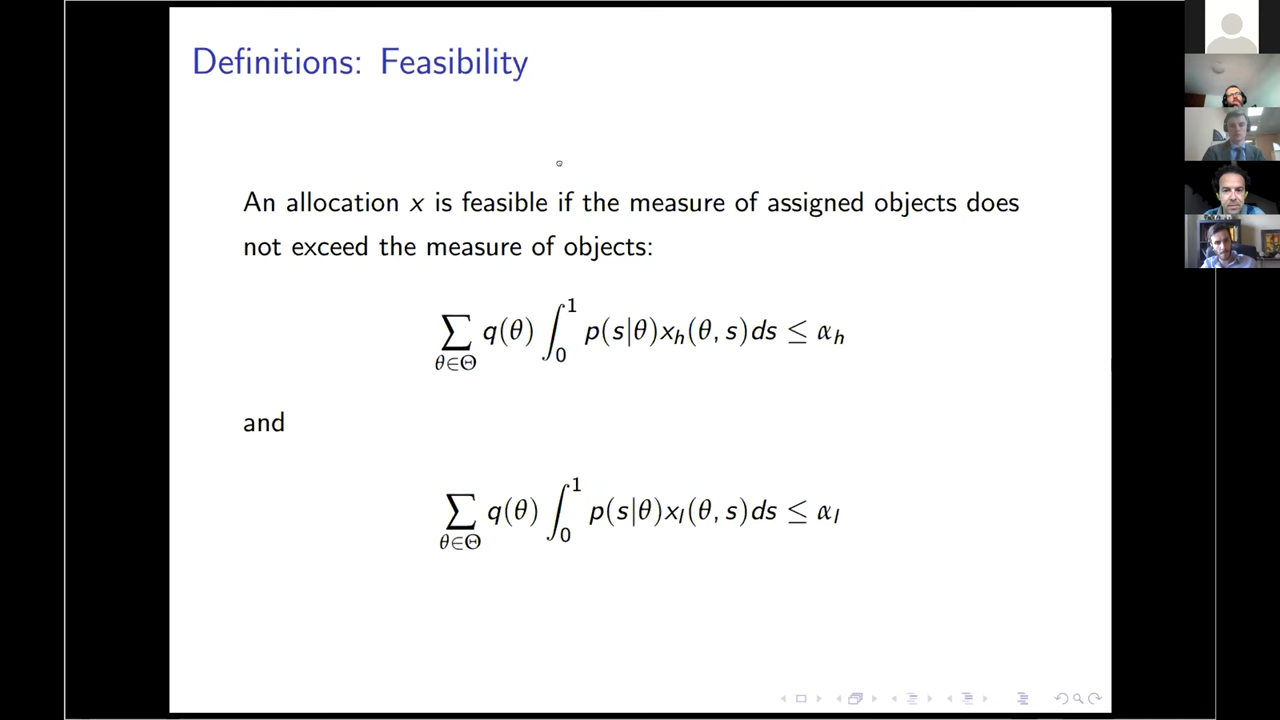 Definitions: Feasibility
An allocation x is feasible if the measure of assigned objects does
not exceed the measure of objects:
∑_{θ∈Θ} q(θ) ∫_0^1 p(s|θ)x_h(θ, s)ds ≤ α_h
and
∑_{θ∈Θ} q(θ) ∫_0^1 p(s|θ)x_l(θ, s)ds ≤ α_l